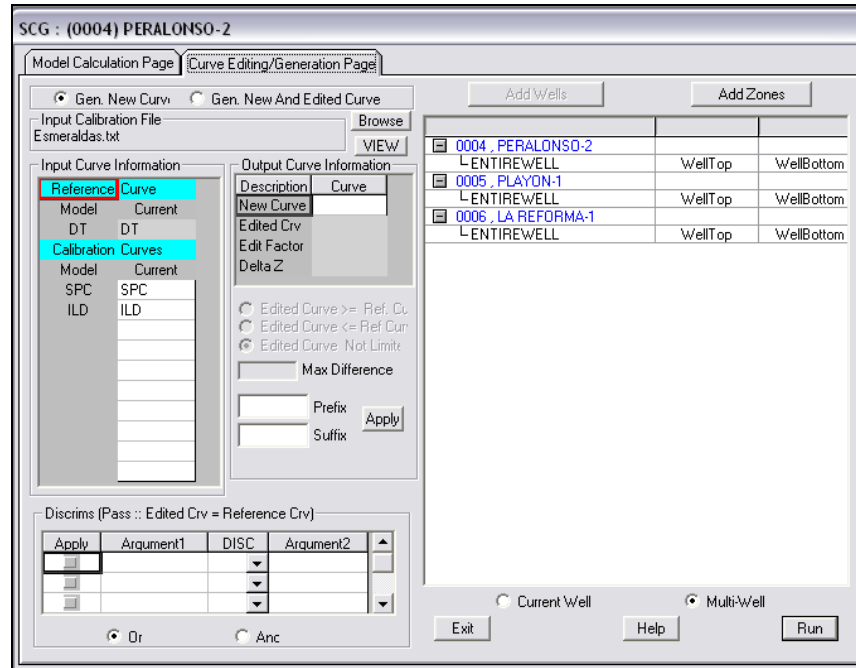 SCG : (0004) PERALONSO-2
Model Calculation Page Curve Editing/Generation Page
Gen. New Curv Gen. New And Edited Curve
Input Calibration File
Browse
Esmeraldas.txt
VIEW
Input Curve Information
Reference Curve
Model Current
DT DT
Calibration Curves
Model Current
SPC SPC
ILD ILD
Output Curve Information
Description Curve
New Curve
Edited Crv
Edit Factor
Delta Z
Edited Curve >= Ref. Cu
Edited Curve <= Ref Cur
Edited Curve Not Limite
Max Difference
Prefix
Apply
Suffix
Discrims (Pass :: Edited Crv = Reference Crv)
Apply Argument1 DISC Argument2
Or Anc
Add Wells Add Zones
0004 , PERALONSO-2
ENTIREWELL WellTop WellBottom
0005 , PLAYON-1
ENTIREWELL WellTop WellBottom
0006 , LA REFORMA-1
ENTIREWELL WellTop WellBottom
Current Well Multi-Well
Exit Help Run